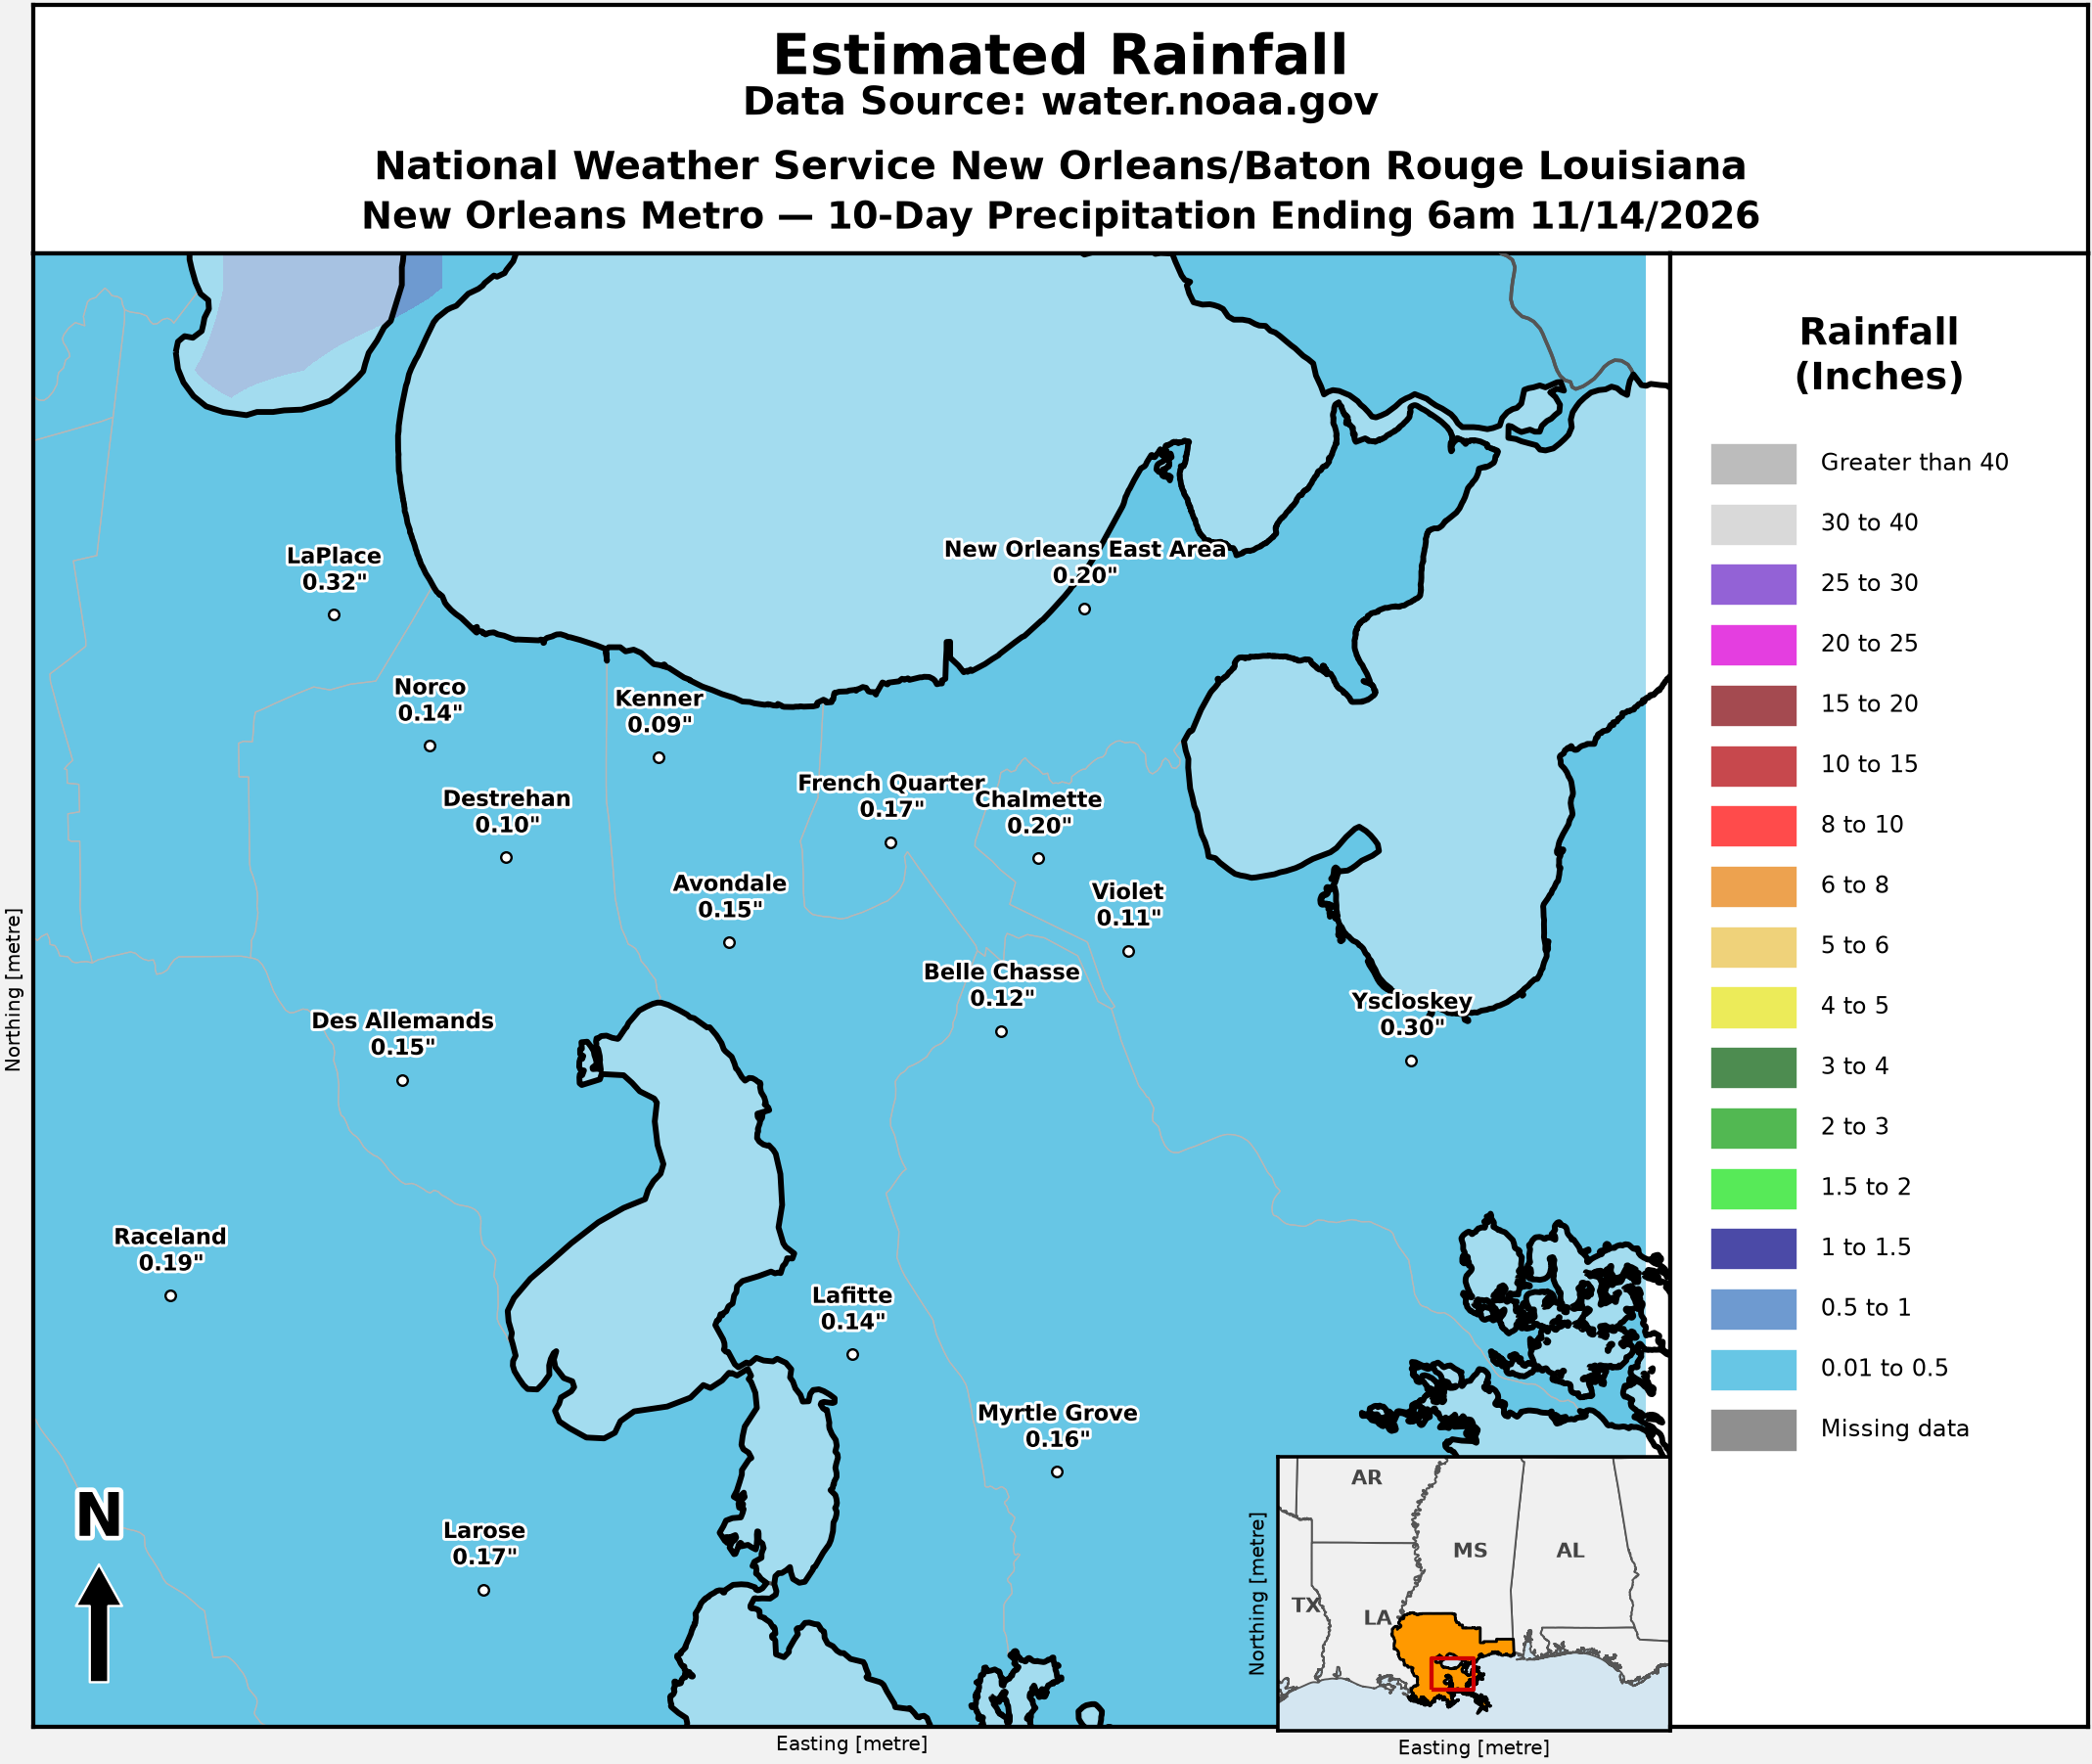 Estimated Rainfall
Data Source: water.noaa.gov
National Weather Service New Orleans/Baton Rouge Louisiana
New Orleans Metro — 10-Day Precipitation Ending 6am 11/14/2026
Rainfall
(Inches)
Greater than 40
30 to 40
25 to 30
20 to 25
15 to 20
10 to 15
8 to 10
6 to 8
5 to 6
4 to 5
3 to 4
2 to 3
1.5 to 2
1 to 1.5
0.5 to 1
0.01 to 0.5
Missing data
New Orleans East Area
0.20"
LaPlace
0.32"
Norco
0.14"
Kenner
0.09"
French Quarter
0.17"
Destrehan
0.10"
Chalmette
0.20"
Avondale
0.15"
Violet
0.11"
Belle Chasse
0.12"
Yscloskey
0.30"
Des Allemands
0.15"
Raceland
0.19"
Lafitte
0.14"
Myrtle Grove
0.16"
Larose
0.17"
N
AR
MS
AL
TX
LA
Northing [metre]
Easting [metre]
Northing [metre]
Easting [metre]